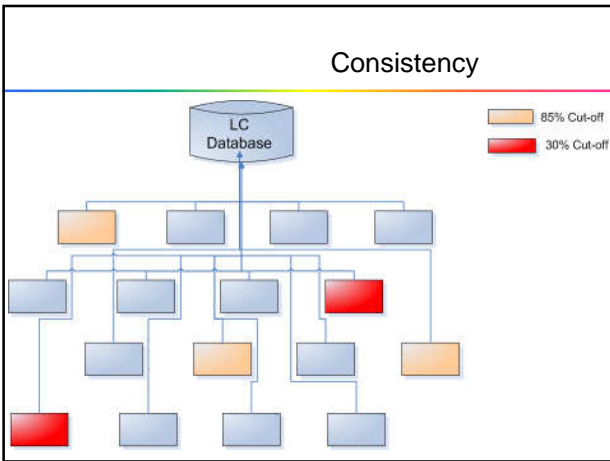 Consistency
LC
Database
85% Cut-off
30% Cut-off